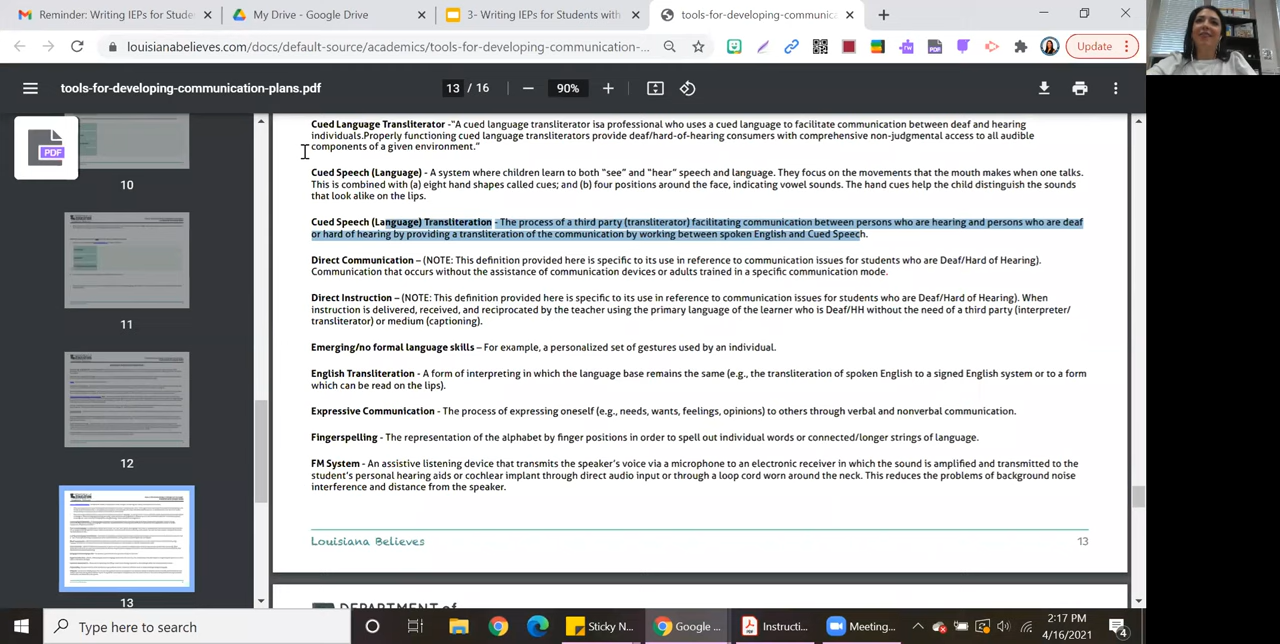 Reminder: Writing IEPs for Stude
My Drive - Google Drive
3- Writing IEPs for Students with
tools-for-developing-communica
louisianabelieves.com/docs/default-source/academics/tools-for-developing-communication-...
Update
tools-for-developing-communication-plans.pdf
13 / 16
90%
PDF
10
11
12
13
Cued Language Transliterator -“A cued language transliterator isa professional who uses a cued language to facilitate communication between deaf and hearing
individuals.Properly functioning cued language transliterators provide deaf/hard-of-hearing consumers with comprehensive non-judgmental access to all audible
components of a given environment.”
Cued Speech (Language) - A system where children learn to both “see” and “hear” speech and language. They focus on the movements that the mouth makes when one talks.
This is combined with (a) eight hand shapes called cues; and (b) four positions around the face, indicating vowel sounds. The hand cues help the child distinguish the sounds
that look alike on the lips.
Cued Speech (Language) Transliteration - The process of a third party (transliterator) facilitating communication between persons who are hearing and persons who are deaf
or hard of hearing by providing a transliteration of the communication by working between spoken English and Cued Speech.
Direct Communication – (NOTE: This definition provided here is specific to its use in reference to communication issues for students who are Deaf/Hard of Hearing).
Communication that occurs without the assistance of communication devices or adults trained in a specific communication mode.
Direct Instruction – (NOTE: This definition provided here is specific to its use in reference to communication issues for students who are Deaf/Hard of Hearing). When
instruction is delivered, received, and reciprocated by the teacher using the primary language of the learner who is Deaf/HH without the need of a third party (interpreter/
transliterator) or medium (captioning).
Emerging/no formal language skills – For example, a personalized set of gestures used by an individual.
English Transliteration - A form of interpreting in which the language base remains the same (e.g., the transliteration of spoken English to a signed English system or to a form
which can be read on the lips).
Expressive Communication - The process of expressing oneself (e.g., needs, wants, feelings, opinions) to others through verbal and nonverbal communication.
Fingerspelling - The representation of the alphabet by finger positions in order to spell out individual words or connected/longer strings of language.
FM System - An assistive listening device that transmits the speaker’s voice via a microphone to an electronic receiver in which the sound is amplified and transmitted to the
student’s personal hearing aids or cochlear implant through direct audio input or through a loop cord worn around the neck. This reduces the problems of background noise
interference and distance from the speaker.
Louisiana Believes
13
DEPARTMENT of
Type here to search
Sticky N...
Google ...
Instructi...
Meeting...
2:17 PM
4/16/2021
4